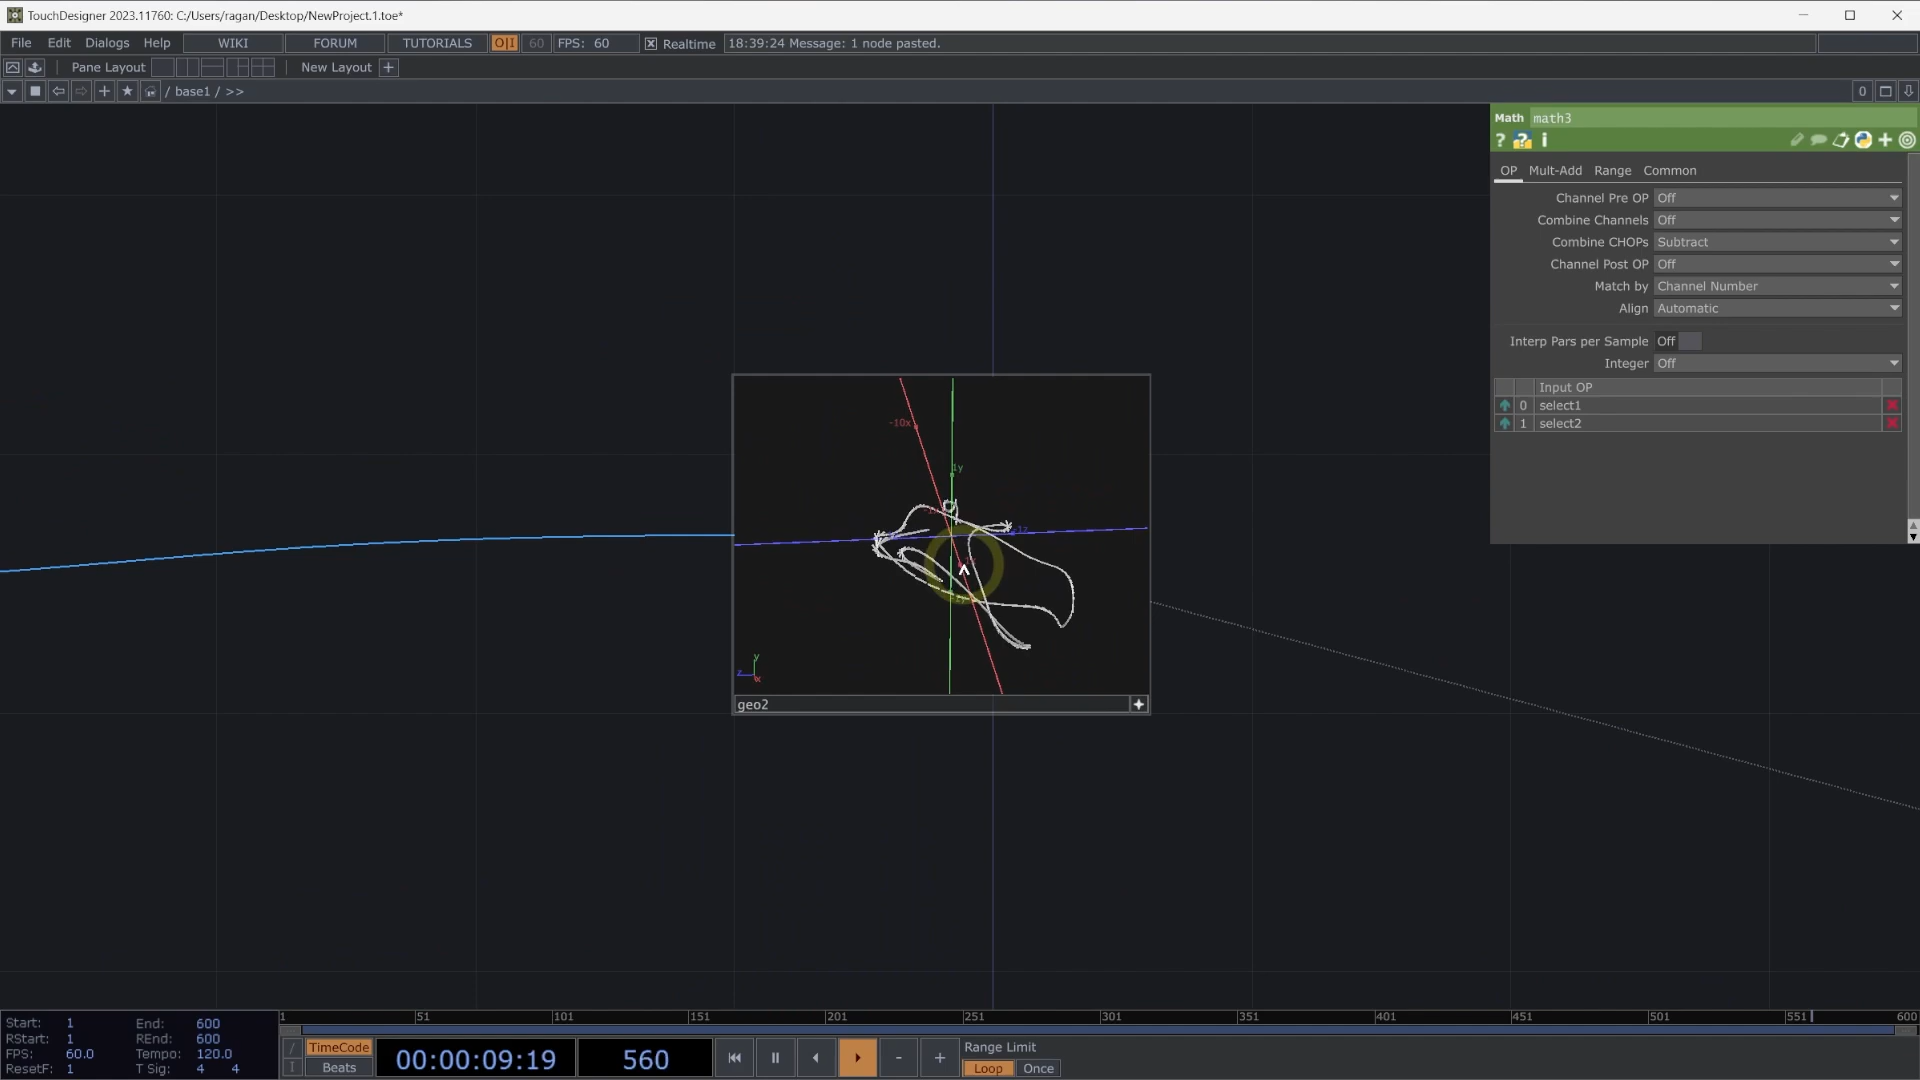 TouchDesigner 2023.11760: C:/Users/ragan/Desktop/NewProject.1.toe*
File Edit Dialogs Help WIKI FORUM TUTORIALS O|I 60 FPS: 60 Realtime 18:39:24 Message: 1 node pasted.
Pane Layout New Layout +
/ base1 / >> 0
Math math3
? ? i
OP Mult-Add Range Common
Channel Pre OP Off
Combine Channels Off
Combine CHOPs Subtract
Channel Post OP Off
Match by Channel Number
Align Automatic
Interp Pars per Sample Off
Integer Off
Input OP
0 select1
1 select2
-10x
1y
y
z x
geo2
1 51 101 151 201 251 301 351 401 451 501 551 600
Start: 1 End: 600
RStart: 1 REnd: 600
FPS: 60.0 Tempo: 120.0
ResetF: 1 T Sig: 4 4
TimeCode
Beats
00:00:09:19 560
Range Limit
Loop Once